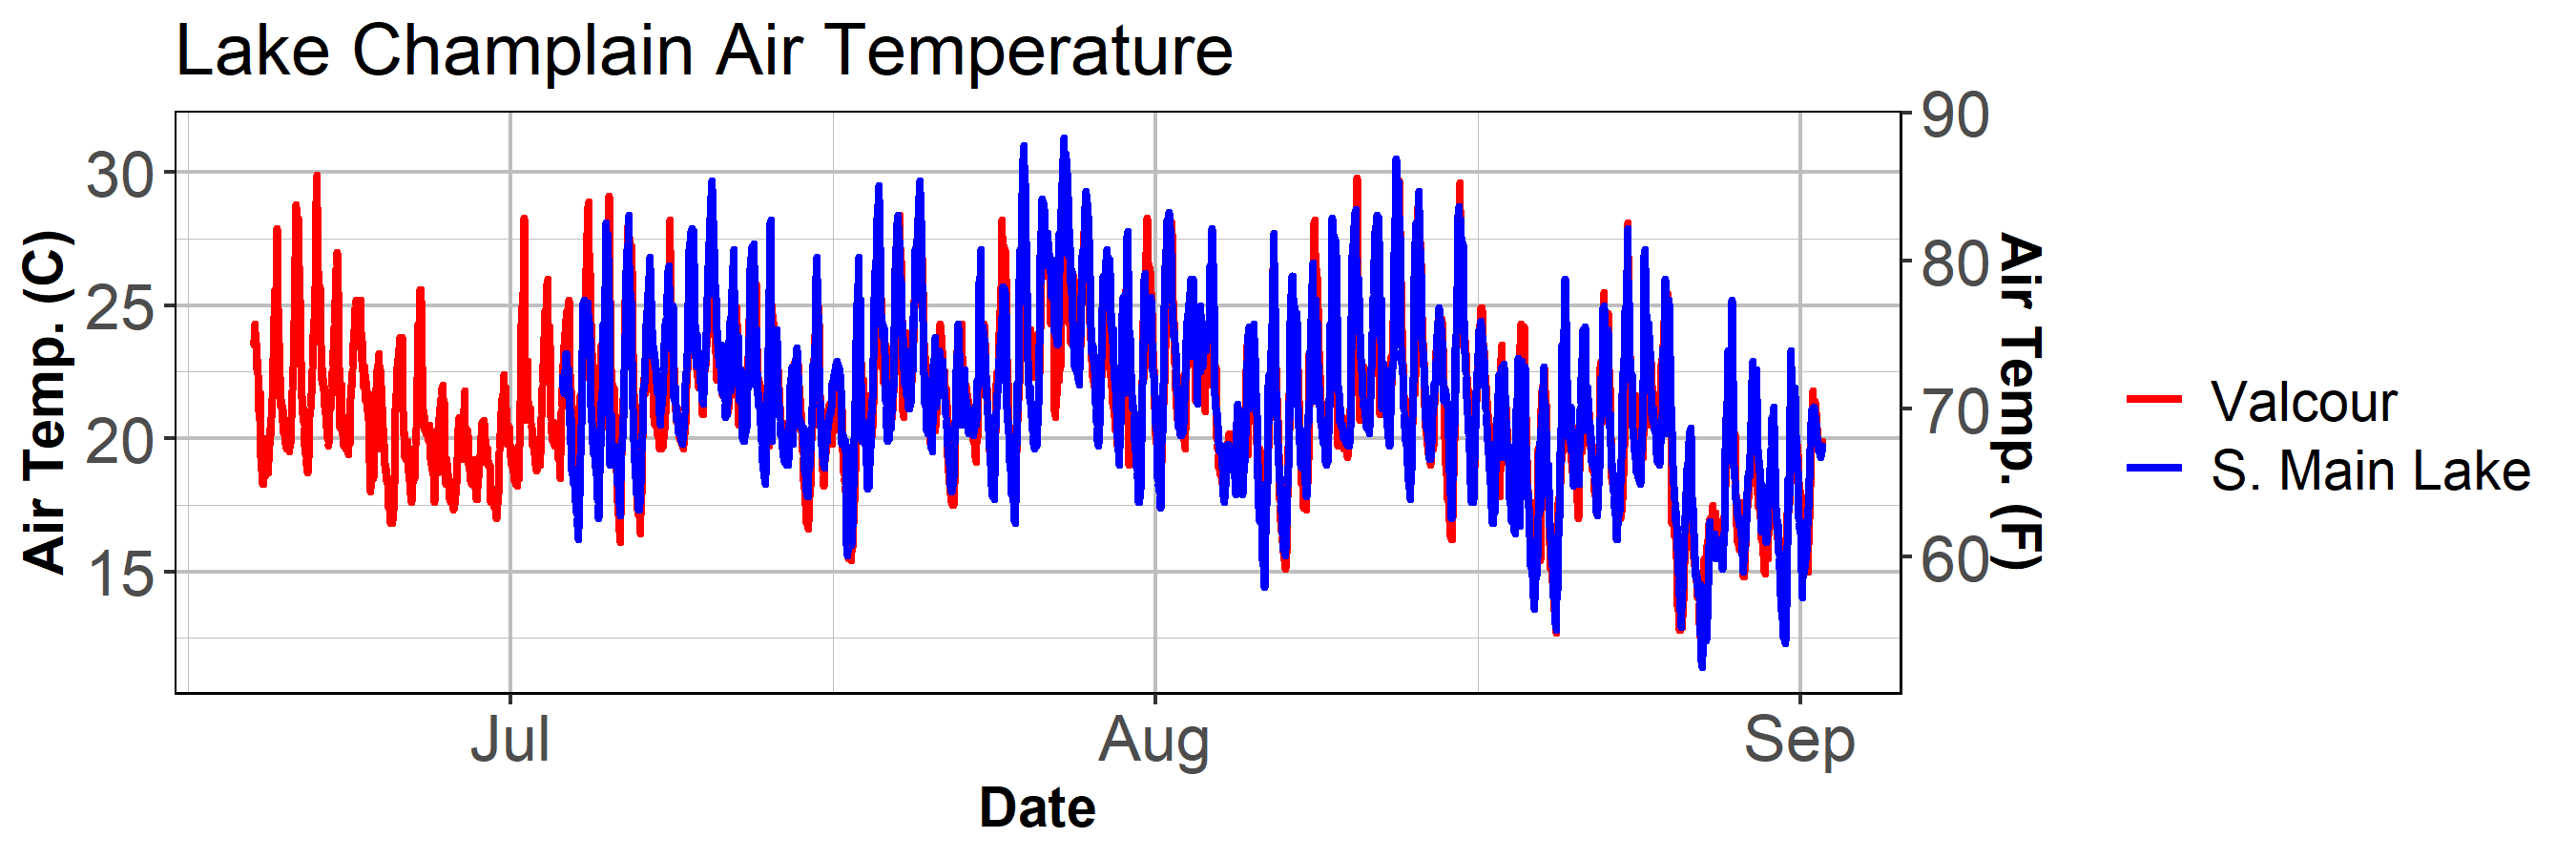 Lake Champlain Air Temperature
Air Temp. (C)
30
25
20
15
90
80
70
60
Air Temp. (F)
Jul
Aug
Sep
Date
Valcour
S. Main Lake